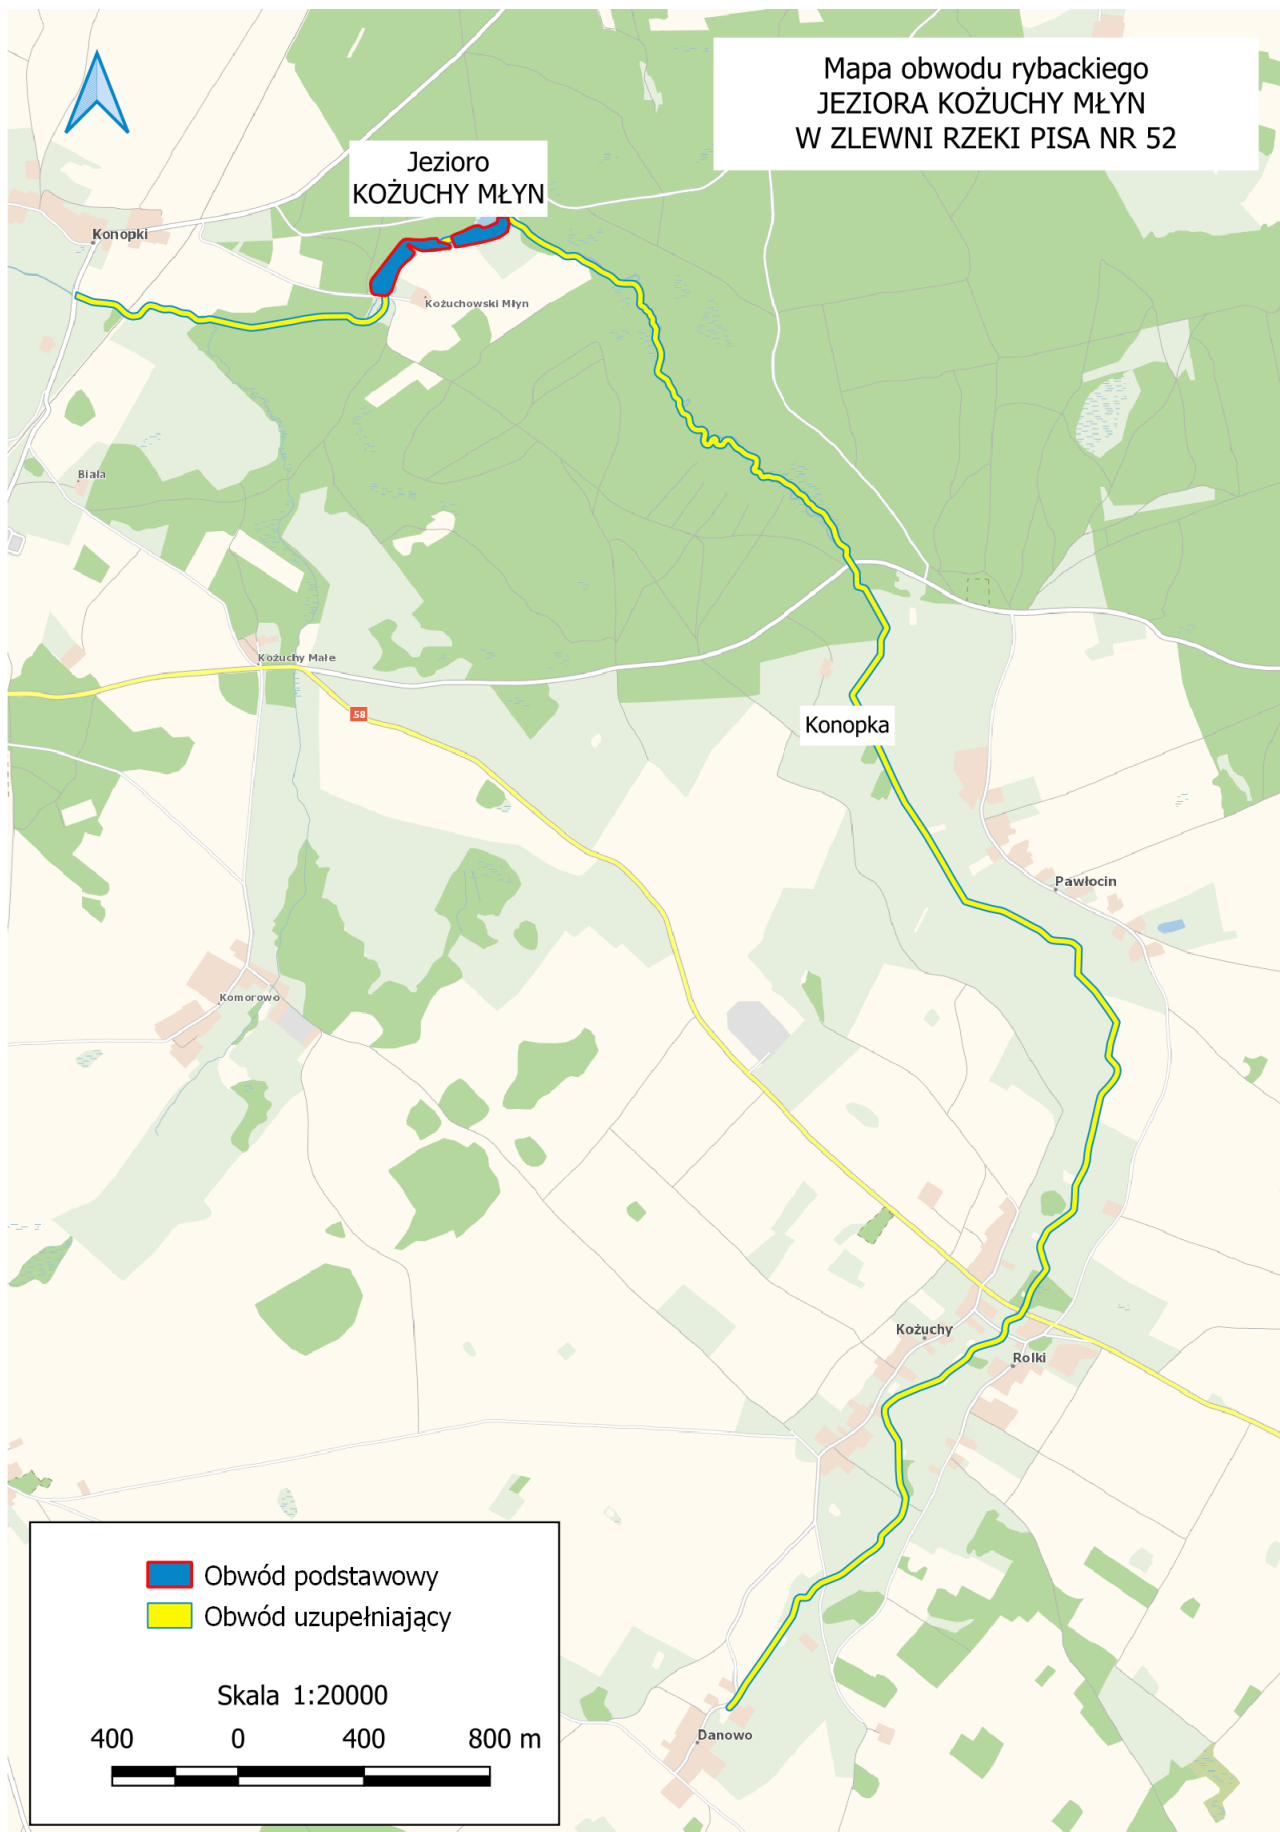 Mapa obwodu rybackiego
JEZIORA KOŻUCHY MŁYN
W ZLEWNI RZEKI PISA NR 52
Jezioro
KOŻUCHY MŁYN
Konopki
Kożuchowski Młyn
Biała
Kożuchy Małe
58
Konopka
Pawłocin
Komorowo
Kożuchy
Rolki
Obwód podstawowy
Obwód uzupełniający
Skala 1:20000
400 0 400 800 m
Danowo